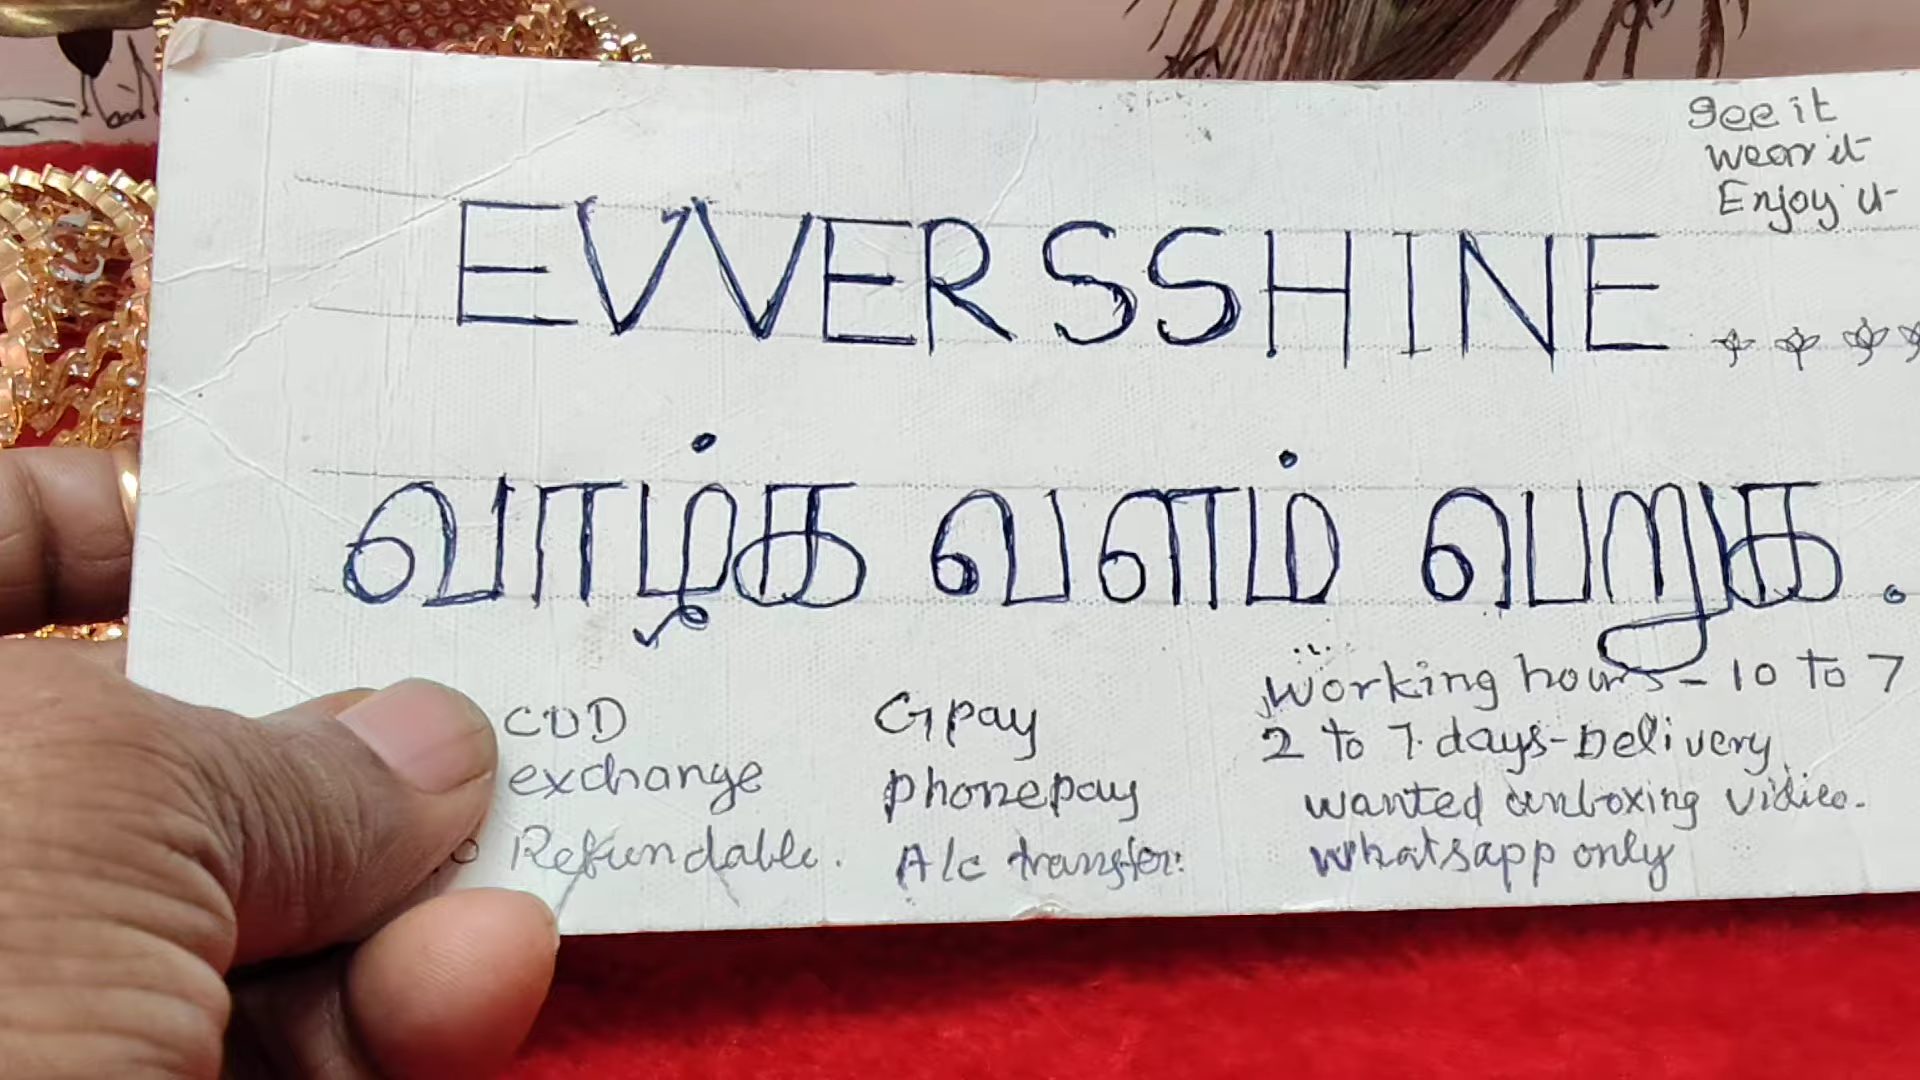 See it
wear it
Enjoy it
EVVERSSHINE
வாழ்க வளம் பெறுக.
COD
exchange
Refundable.
Gpay
phonepay
A/c transfer:
Working hours - 10 to 7
2 to 7 days-Delivery
wanted unboxing vidieo.
whatsapp only